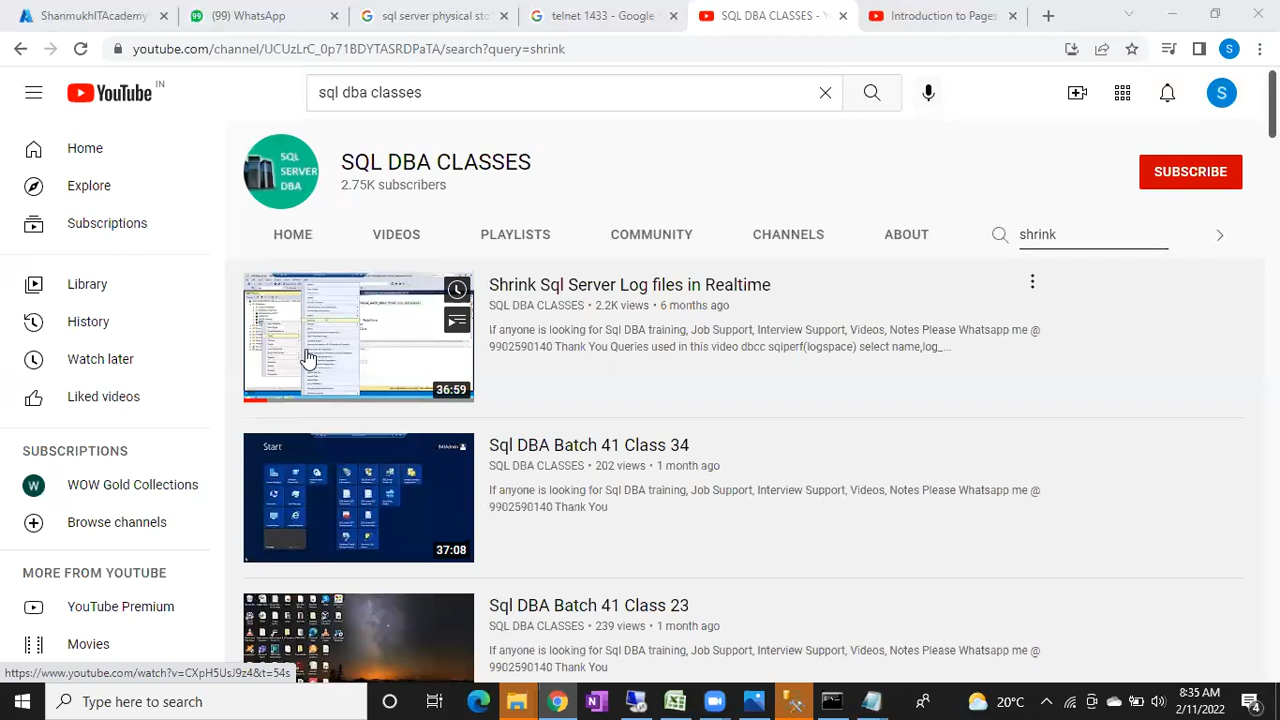 ShanmukhITAcademy
(99) WhatsApp
sql server physical st
telnet 1433 - Google
SQL DBA CLASSES - Y
Introduction to Pages
youtube.com/channel/UCUzLrC_0p71BDYTASRDPaTA/search?query=shrink
S
YouTube IN
sql dba classes
S
Home
Explore
Subscriptions
Library
History
Watch later
Liked videos
SUBSCRIPTIONS
W WOW Gold Collections
Browse channels
MORE FROM YOUTUBE
YouTube Premium
Movies
SQL SERVER DBA
SQL DBA CLASSES
2.75K subscribers
SUBSCRIBE
HOME VIDEOS PLAYLISTS COMMUNITY CHANNELS ABOUT shrink
36:59
Shrink Sql Server Log files in Realtime
SQL DBA CLASSES • 2.2K views • 6 months ago
If anyone is looking for Sql DBA training, Job Support, Interview Support, Videos, Notes Please Whatsapp me @
9902590140 Thank You Queries used in this video dbcc sqlperf(logspace) select name,log_...
Start
37:08
Sql DBA Batch 41 Class 34
SQL DBA CLASSES • 202 views • 1 month ago
If anyone is looking for Sql DBA training, Job Support, Interview Support, Videos, Notes Please Whatsapp me @
9902590140 Thank You
Sql DBA Batch 41 Class 23
SQL DBA CLASSES • 239 views • 1 month ago
If anyone is looking for Sql DBA training, Job Support, Interview Support, Videos, Notes Please Whatsapp me @
9902590140 Thank You
https://www.youtube.com/watch?v=CXpH5UsJ9z4&t=54s
Type here to search
20°C
8:35 AM
2/11/2022
4